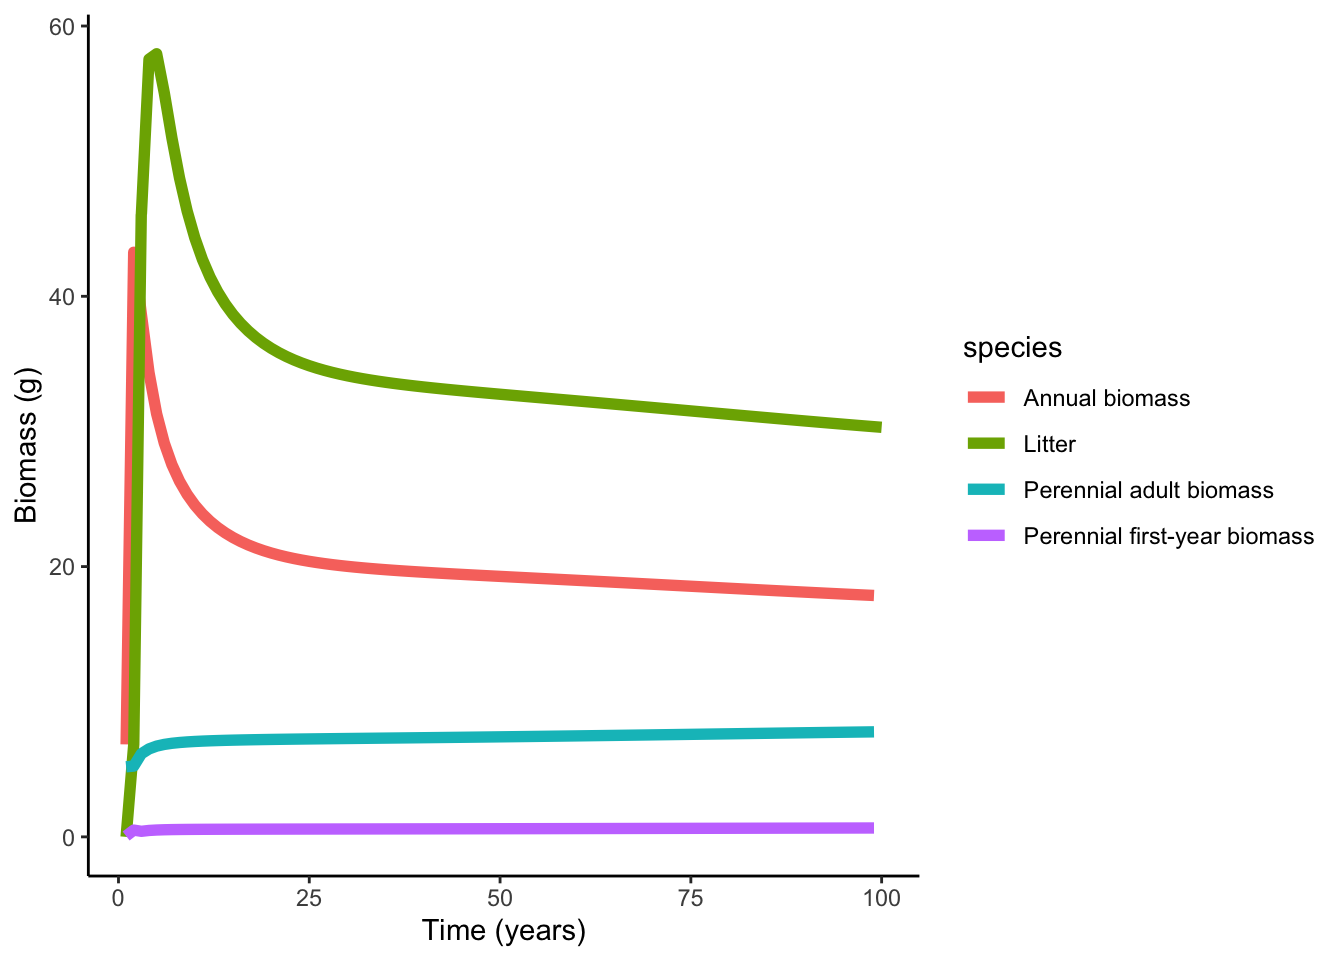 60
40
20
0
Biomass (g)
0 25 50 75 100
Time (years)
species
Annual biomass
Litter
Perennial adult biomass
Perennial first-year biomass